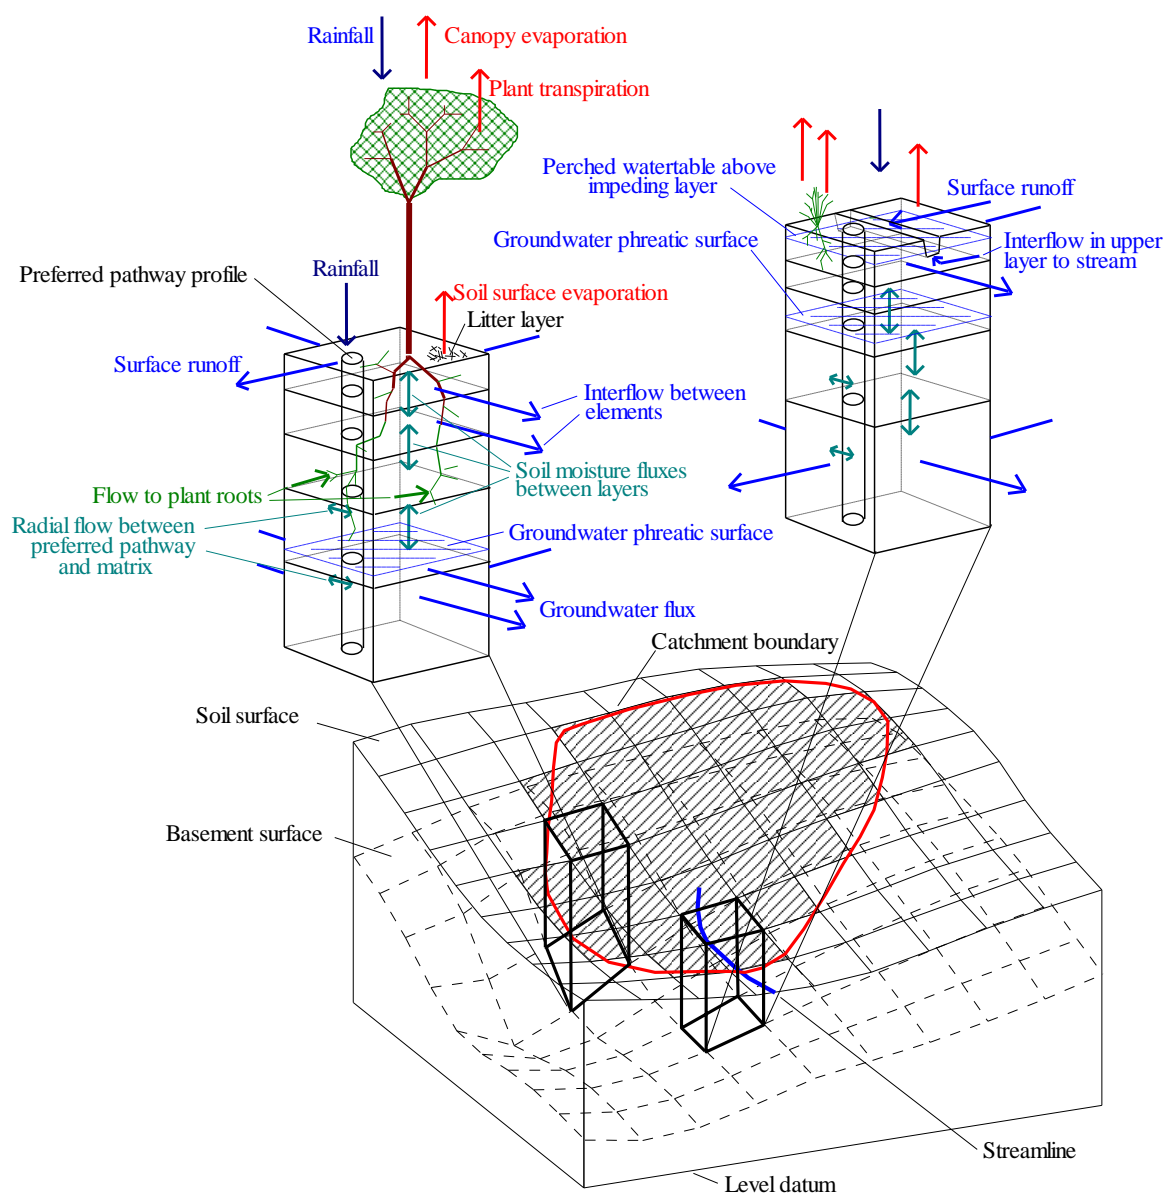 Rainfall
Canopy evaporation
Plant transpiration
Perched watertable above
impeding layer
Surface runoff
Groundwater phreatic surface
Interflow in upper
layer to stream
Preferred pathway profile
Rainfall
Soil surface evaporation
Litter layer
Surface runoff
Interflow between
elements
Soil moisture fluxes
between layers
Flow to plant roots
Radial flow between
preferred pathway
and matrix
Groundwater phreatic surface
Groundwater flux
Catchment boundary
Soil surface
Basement surface
Streamline
Level datum